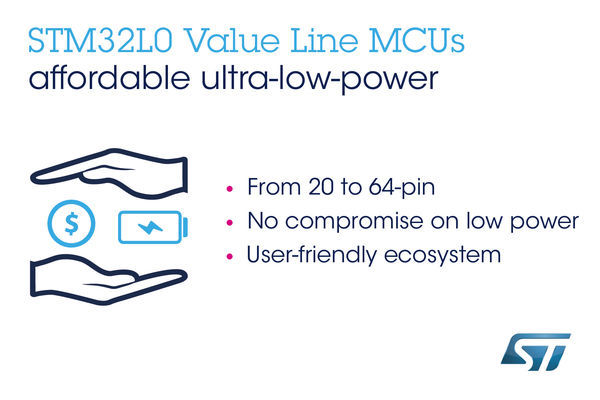 STM32L0 Value Line MCUs
affordable ultra-low-power
$
• From 20 to 64-pin
• No compromise on low power
• User-friendly ecosystem
ST